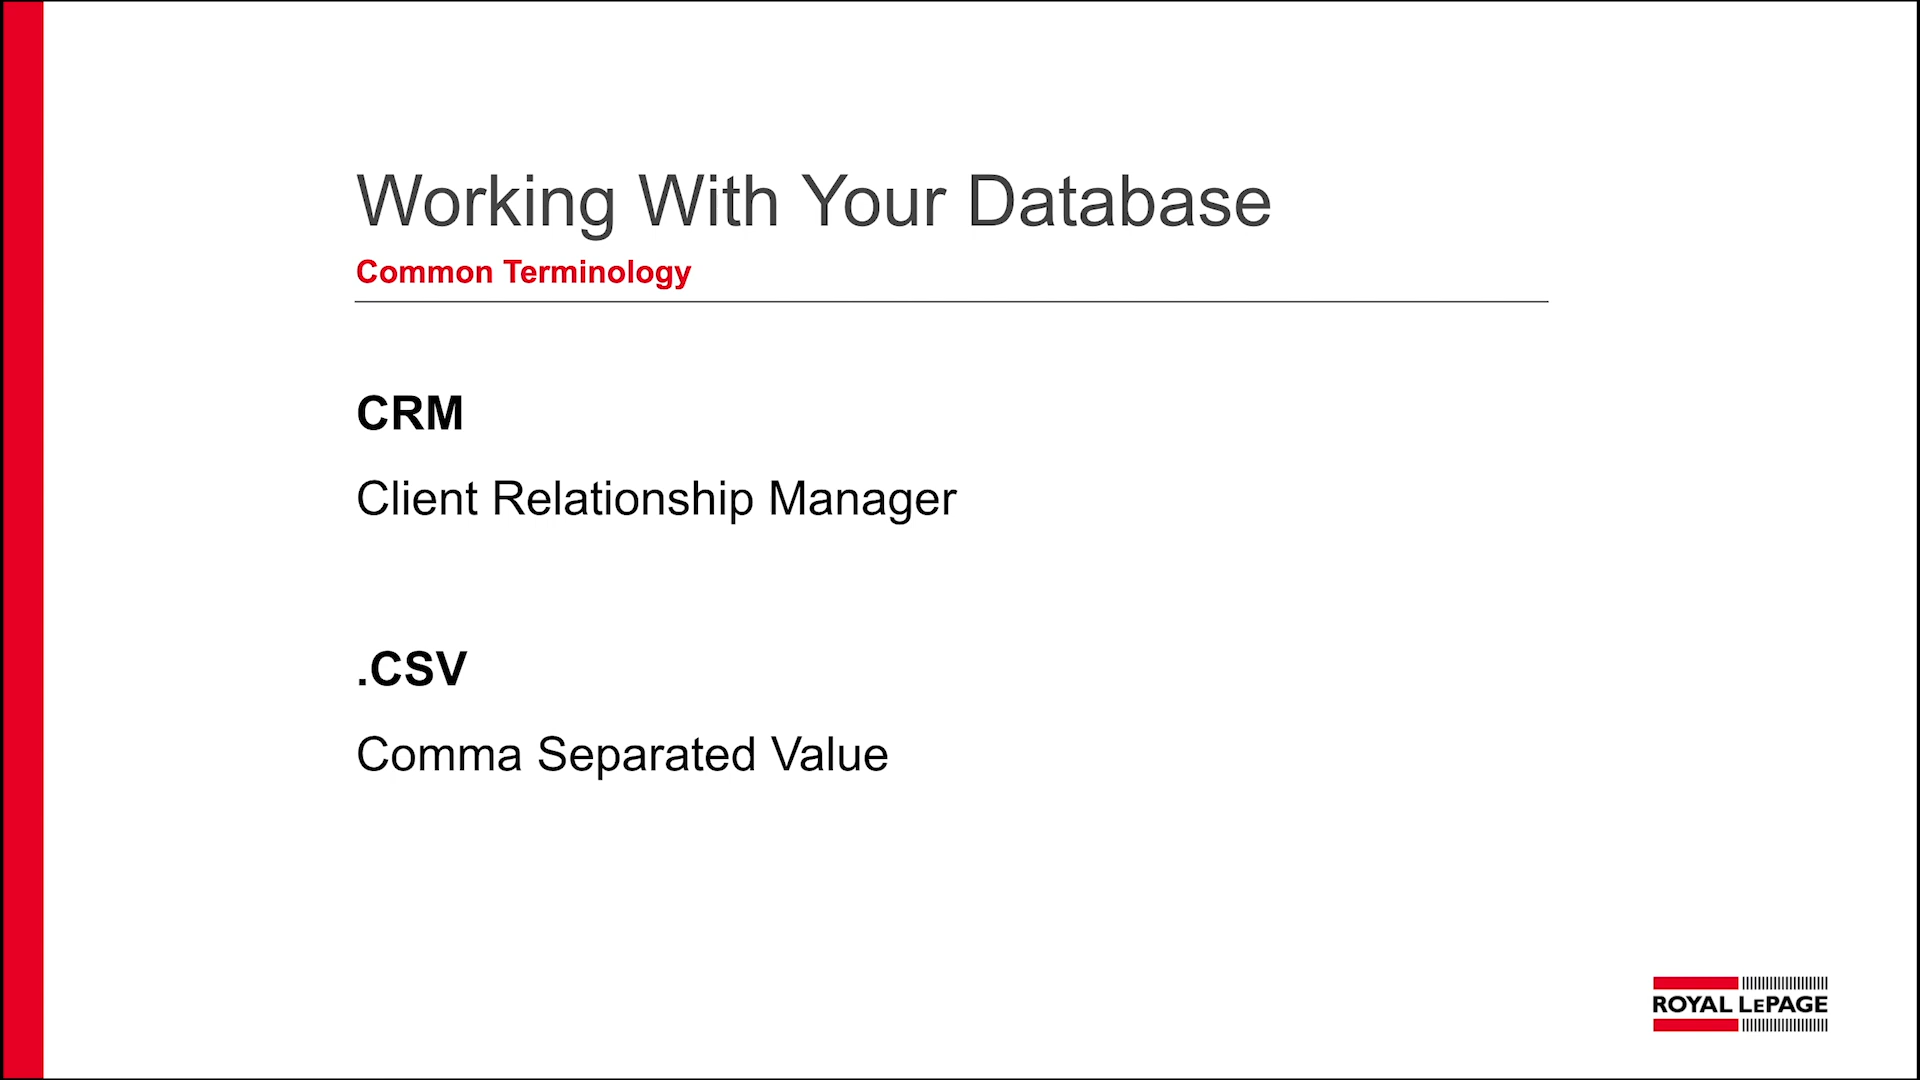 Working With Your Database
Common Terminology
CRM
Client Relationship Manager
.CSV
Comma Separated Value
ROYAL LEPAGE